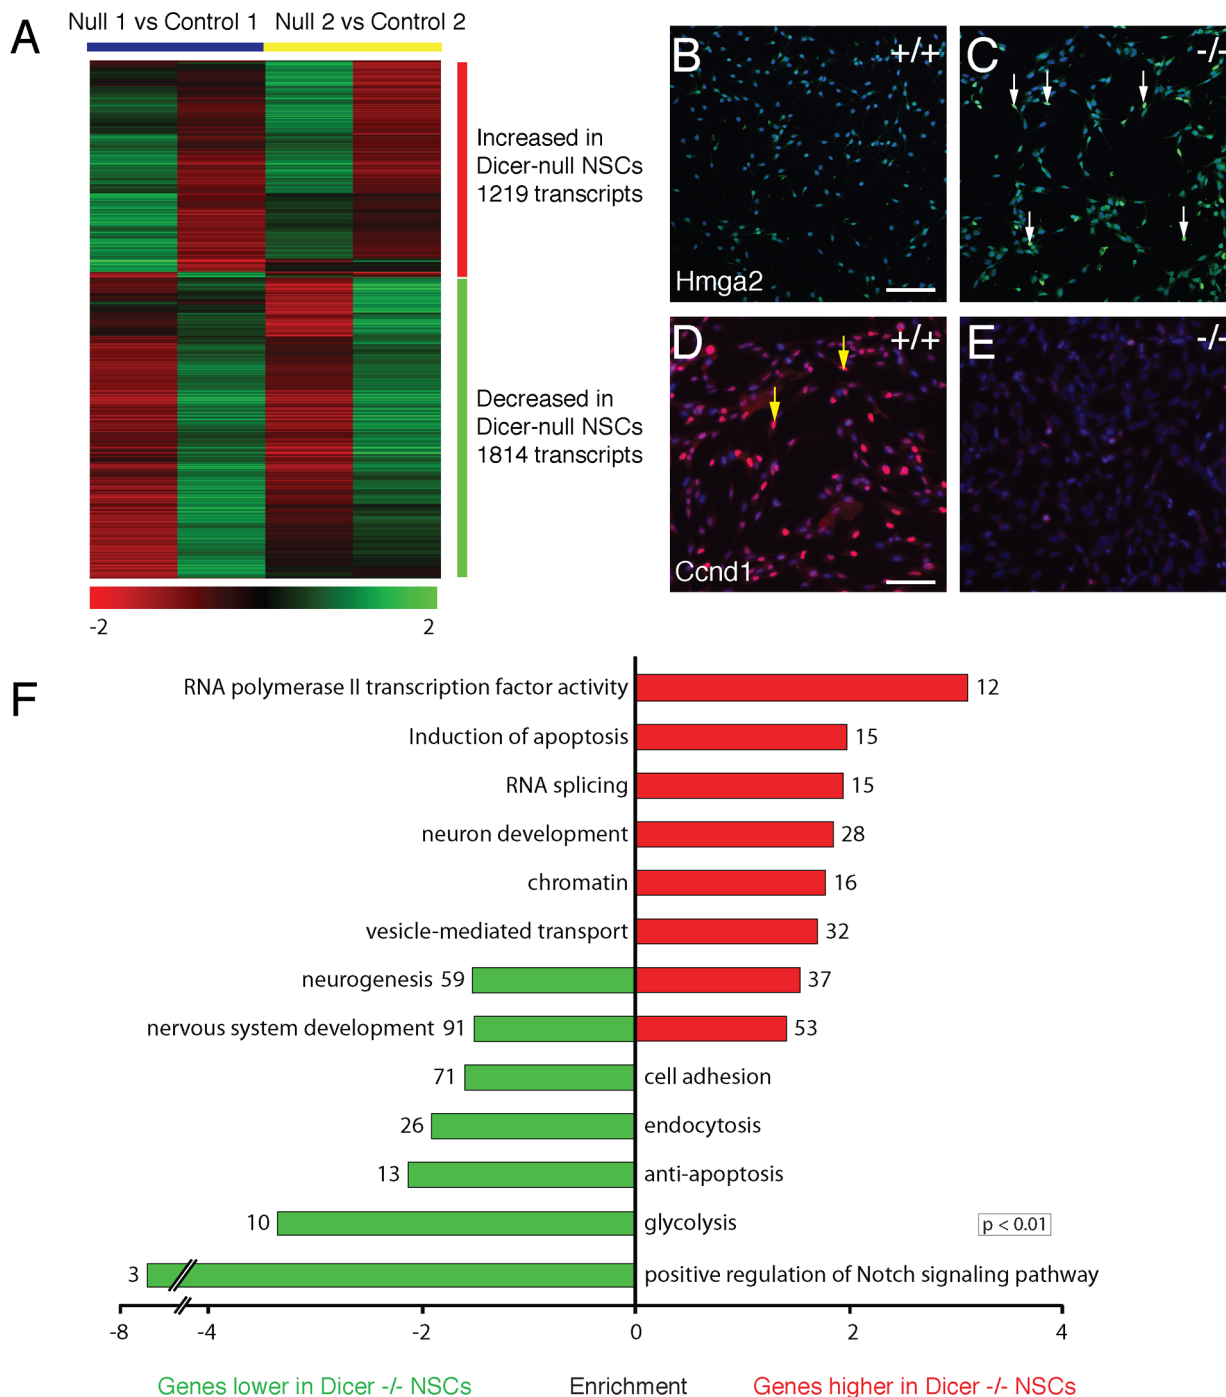 A
Null 1 vs Control 1
Null 2 vs Control 2
Increased in
Dicer-null NSCs
1219 transcripts
Decreased in
Dicer-null NSCs
1814 transcripts
-2
2
B
+/+
Hmga2
C
-/-
D
+/+
Ccnd1
E
-/-
F
RNA polymerase II transcription factor activity 12
Induction of apoptosis 15
RNA splicing 15
neuron development 28
chromatin 16
vesicle-mediated transport 32
neurogenesis 59 37
nervous system development 91 53
71 cell adhesion
26 endocytosis
13 anti-apoptosis
10 glycolysis
p < 0.01
3 positive regulation of Notch signaling pathway
-8 -4 -2 0 2 4
Genes lower in Dicer -/- NSCs Enrichment Genes higher in Dicer -/- NSCs